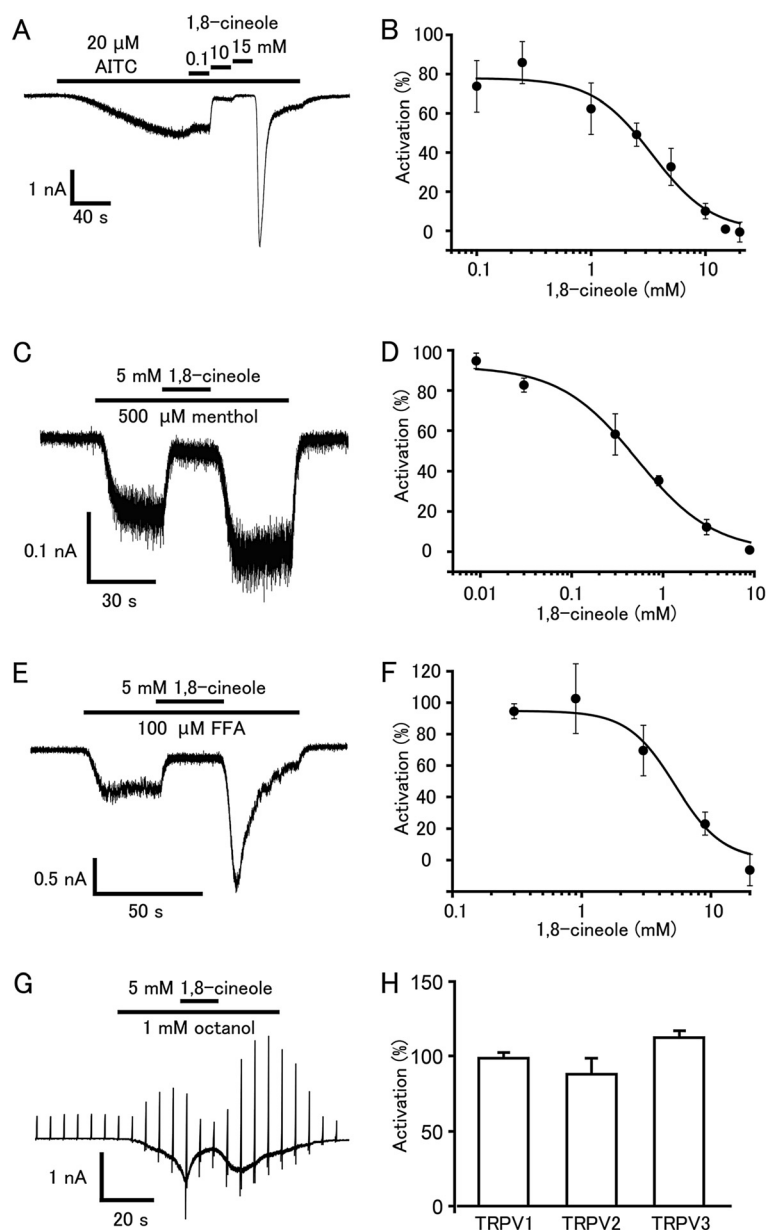 A
1,8-cineole
20 μM
AITC
0.1 10 15 mM
1 nA
40 s
B
Activation (%)
100
80
60
40
20
0
0.1 1 10
1,8-cineole (mM)
C
5 mM 1,8-cineole
500 μM menthol
0.1 nA
30 s
D
Activation (%)
100
80
60
40
20
0
0.01 0.1 1 10
1,8-cineole (mM)
E
5 mM 1,8-cineole
100 μM FFA
0.5 nA
50 s
F
Activation (%)
120
100
80
60
40
20
0
0.1 1 10
1,8-cineole (mM)
G
5 mM 1,8-cineole
1 mM octanol
1 nA
20 s
H
Activation (%)
150
100
50
0
TRPV1 TRPV2 TRPV3